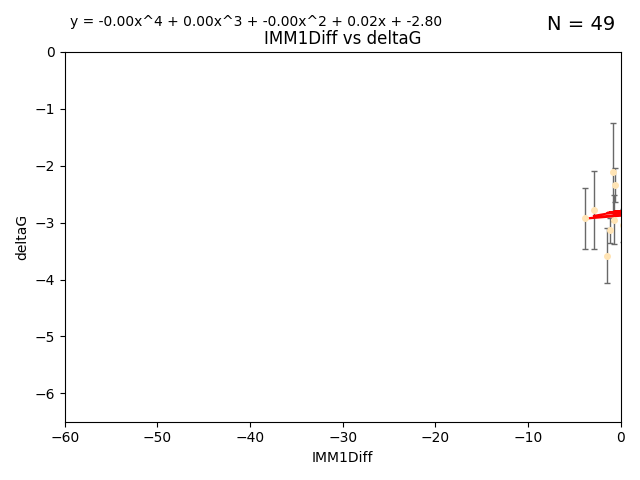 y = -0.00x^4 + 0.00x^3 + -0.00x^2 + 0.02x + -2.80
N = 49
IMM1Diff vs deltaG
0
−1
−2
−3
−4
−5
−6
deltaG
−60
−50
−40
−30
−20
−10
0
IMM1Diff